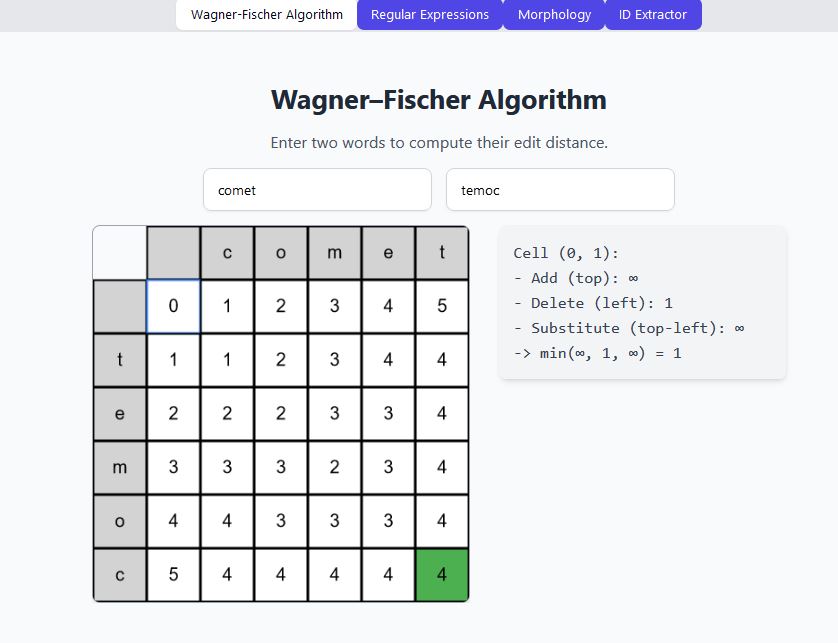 Wagner-Fischer Algorithm Regular Expressions Morphology ID Extractor
Wagner–Fischer Algorithm
Enter two words to compute their edit distance.
comet temoc
c o m e t
0 1 2 3 4 5
t 1 1 2 3 4 4
e 2 2 2 3 3 4
m 3 3 3 2 3 4
o 4 4 3 3 3 4
c 5 4 4 4 4 4
Cell (0, 1):
- Add (top): ∞
- Delete (left): 1
- Substitute (top-left): ∞
-> min(∞, 1, ∞) = 1